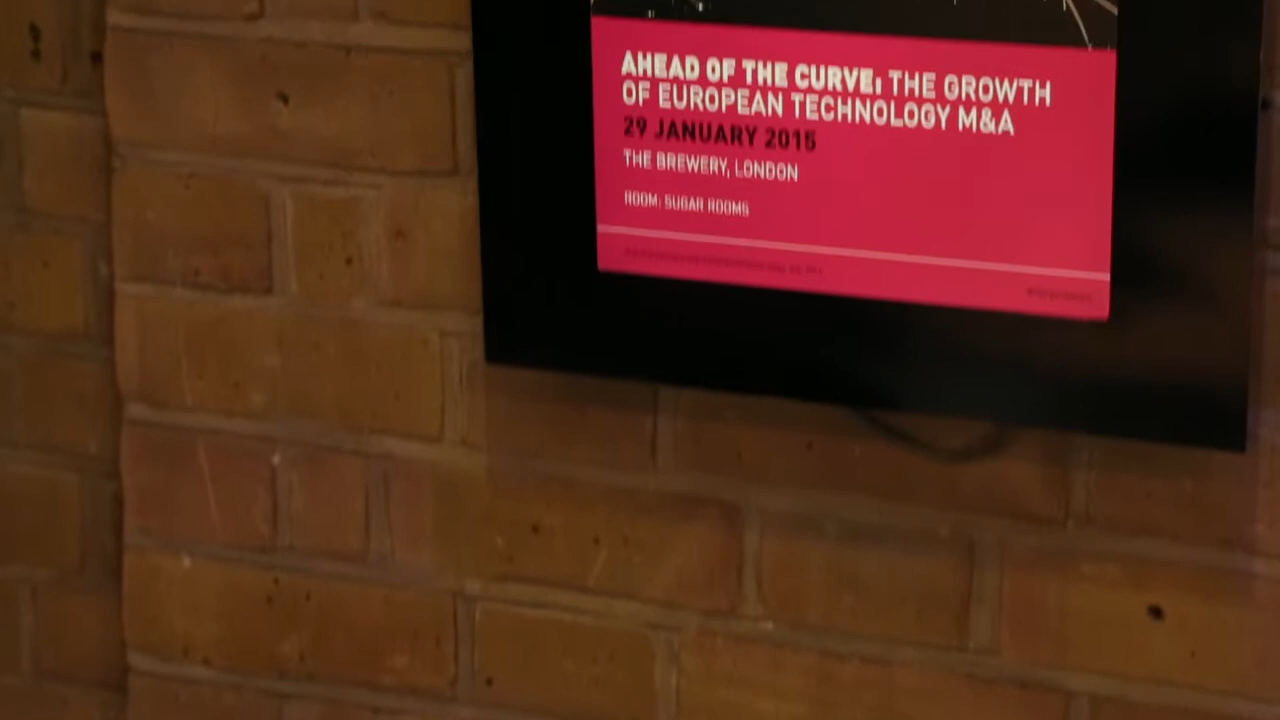 AHEAD OF THE CURVE: THE GROWTH
OF EUROPEAN TECHNOLOGY M&A
29 JANUARY 2015
THE BREWERY, LONDON
ROOM: SUGAR ROOMS